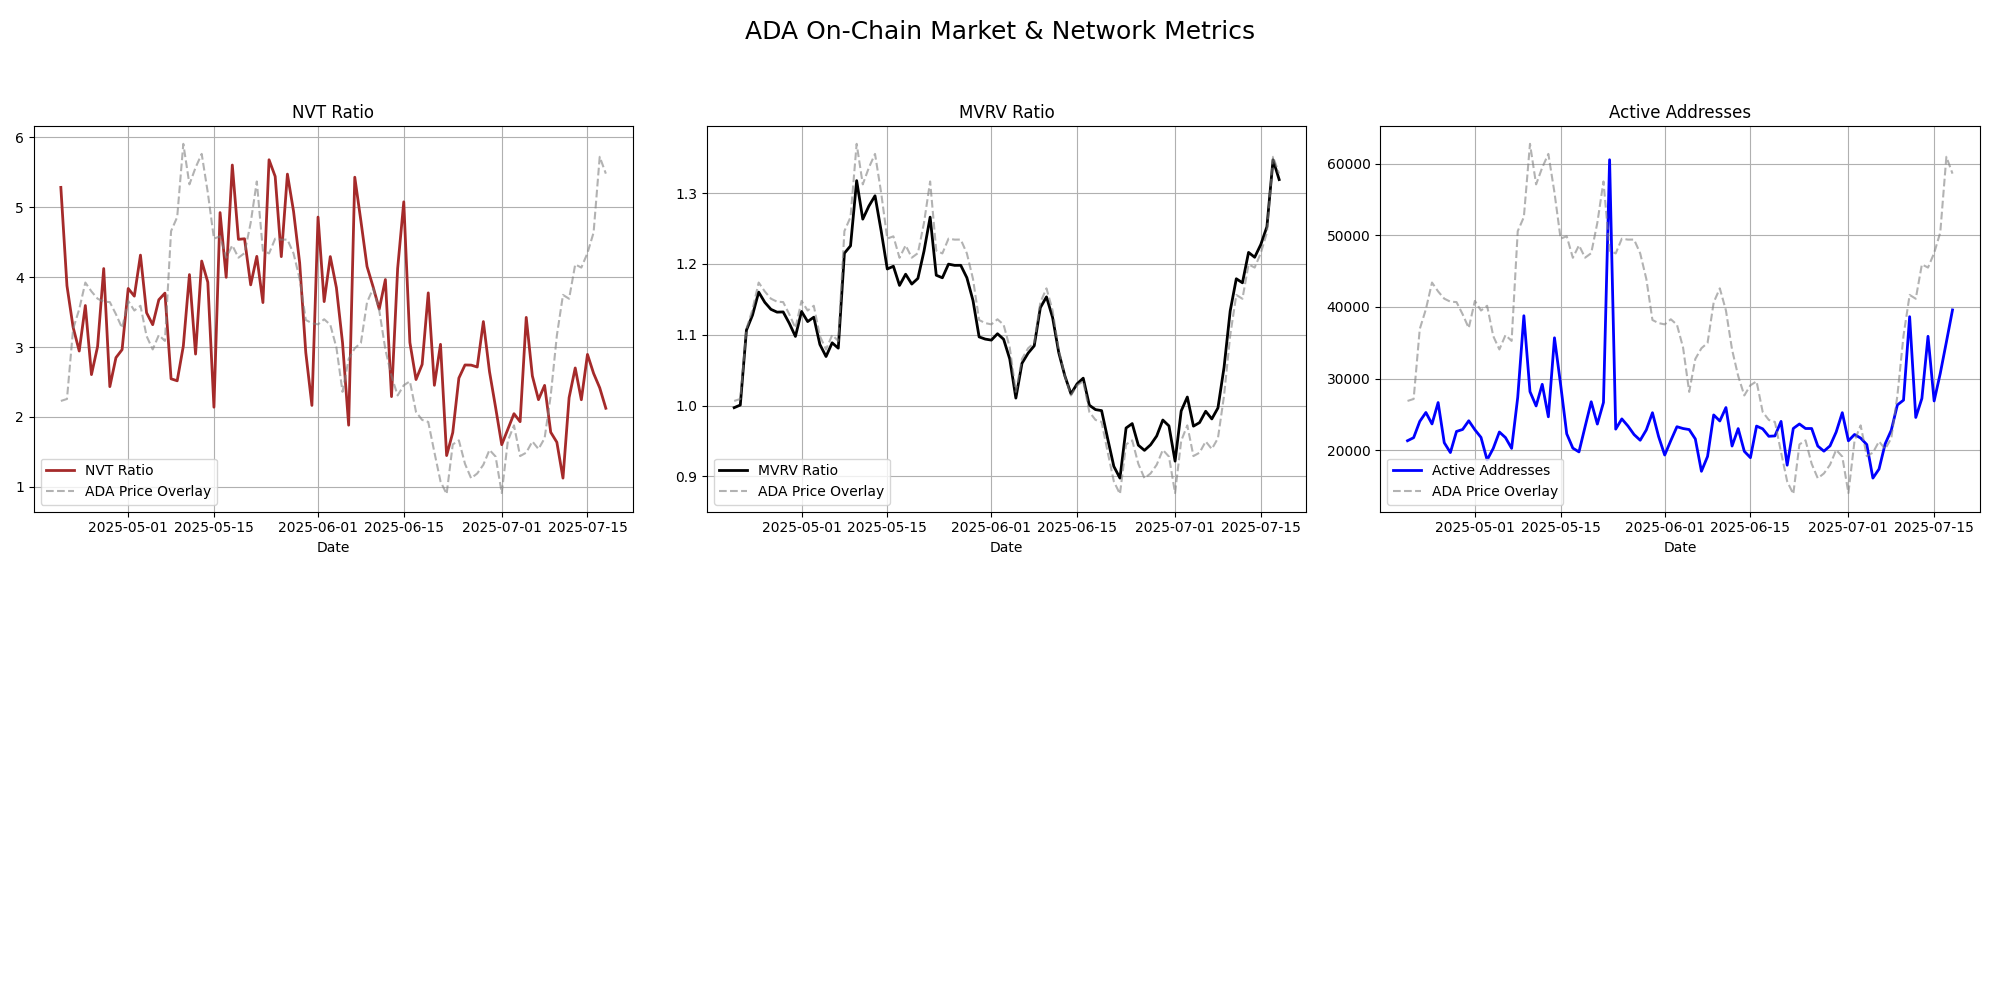 ADA On-Chain Market & Network Metrics
NVT Ratio
6
5
4
3
2
1
NVT Ratio
ADA Price Overlay
2025-05-01 2025-05-15 2025-06-01 2025-06-15 2025-07-01 2025-07-15
Date
MVRV Ratio
1.3
1.2
1.1
1.0
0.9
MVRV Ratio
ADA Price Overlay
2025-05-01 2025-05-15 2025-06-01 2025-06-15 2025-07-01 2025-07-15
Date
Active Addresses
60000
50000
40000
30000
20000
Active Addresses
ADA Price Overlay
2025-05-01 2025-05-15 2025-06-01 2025-06-15 2025-07-01 2025-07-15
Date